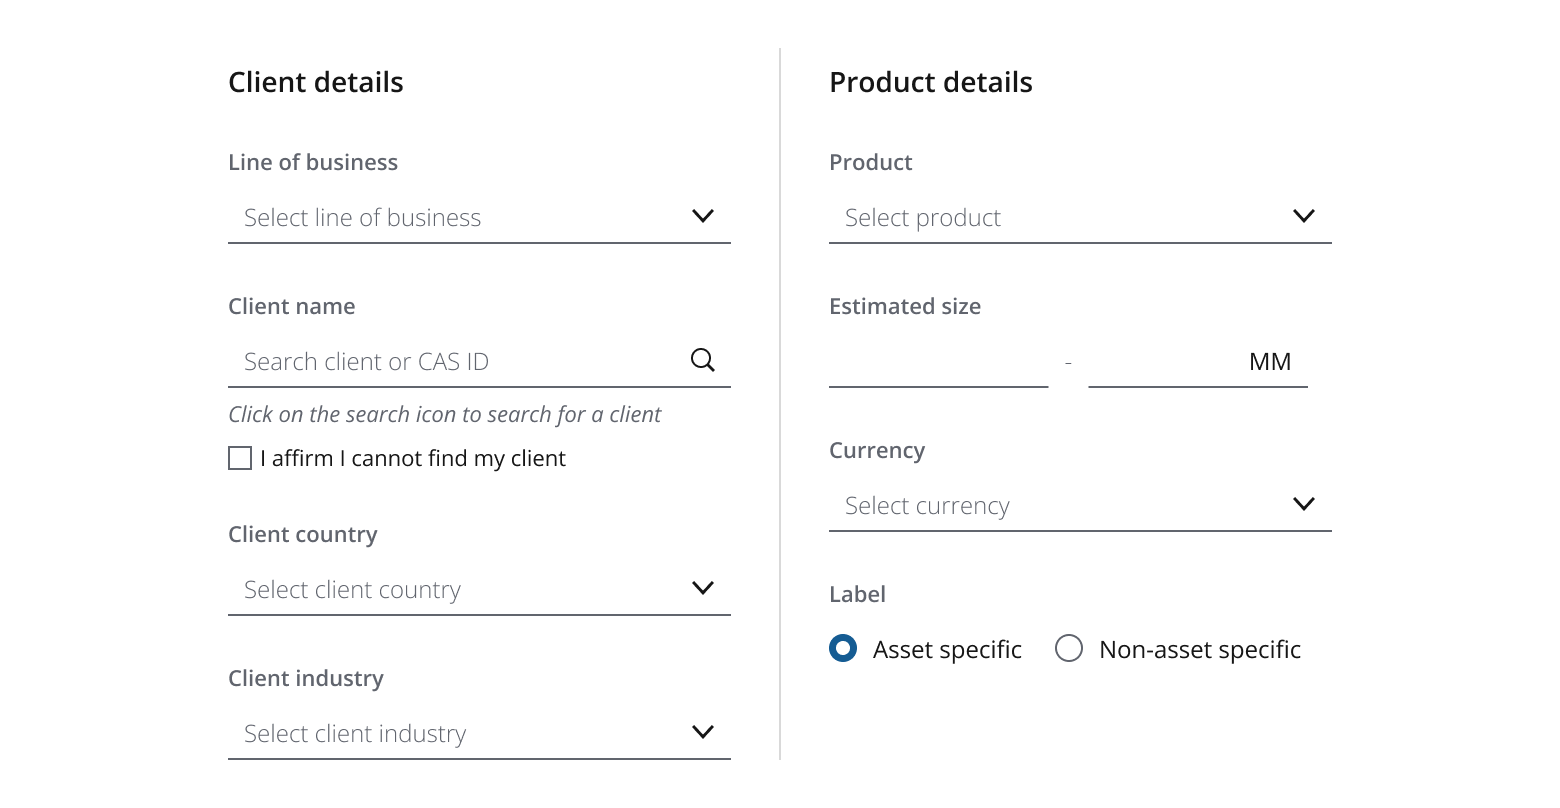 Client details
Line of business
Select line of business
Client name
Search client or CAS ID
Click on the search icon to search for a client
I affirm I cannot find my client
Client country
Select client country
Client industry
Select client industry
Product details
Product
Select product
Estimated size
- MM
Currency
Select currency
Label
Asset specific Non-asset specific